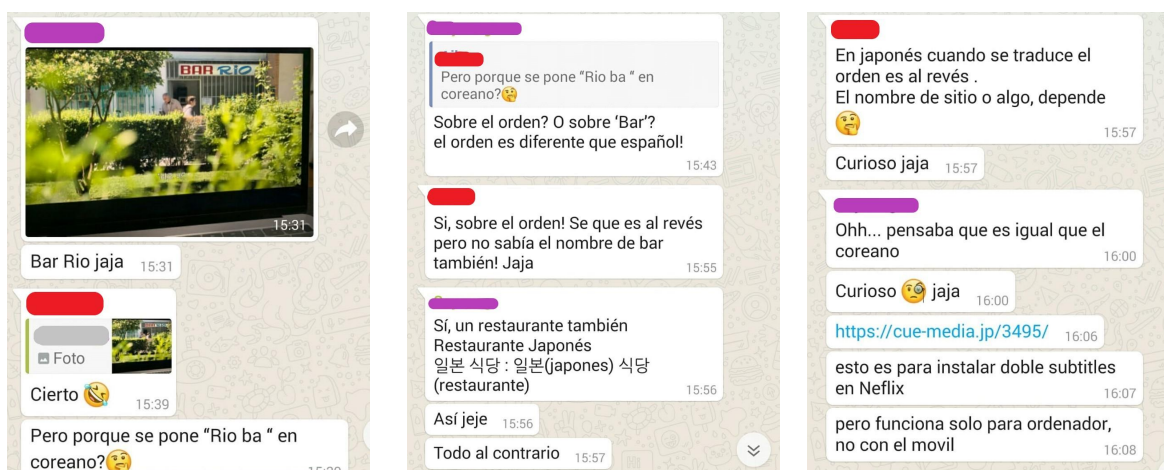 BAR RIO
15:31
Bar Rio jaja 15:31
Foto
Cierto 🤣
15:39
Pero porque se pone “Rio ba “ en
coreano?🤔
Pero porque se pone “Rio ba “ en
coreano?🤔
Sobre el orden? O sobre ‘Bar’?
el orden es diferente que español!
15:43
Si, sobre el orden! Se que es al revés
pero no sabía el nombre de bar
también! Jaja 15:55
Sí, un restaurante también
Restaurante Japonés
일본 식당 : 일본(japones) 식당
(restaurante) 15:56
Así jeje 15:56
Todo al contrario 15:57
En japonés cuando se traduce el
orden es al revés .
El nombre de sitio o algo, depende
🤔
15:57
Curioso jaja 15:57
Ohh... pensaba que es igual que el
coreano 16:00
Curioso 🧐 jaja 16:00
https://cue-media.jp/3495/ 16:06
esto es para instalar doble subtitles
en Neflix 16:07
pero funciona solo para ordenador,
no con el movil 16:08